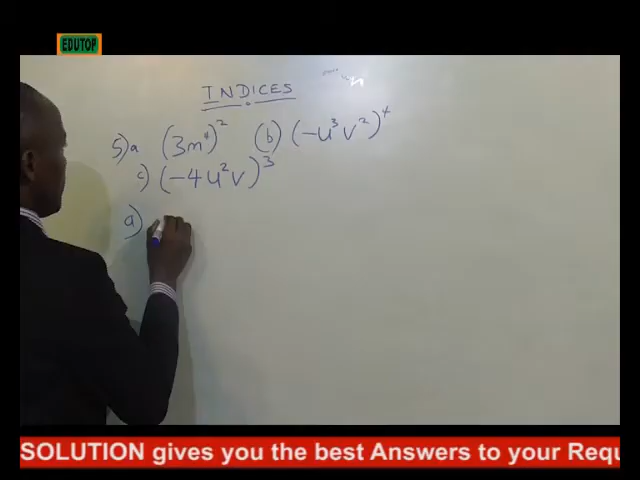 EDUTOP
INDICES
5)a (3m⁴)² (b) (-u³v²)⁴
c) (-4u²v)³
a)
SOLUTION gives you the best Answers to your Requ